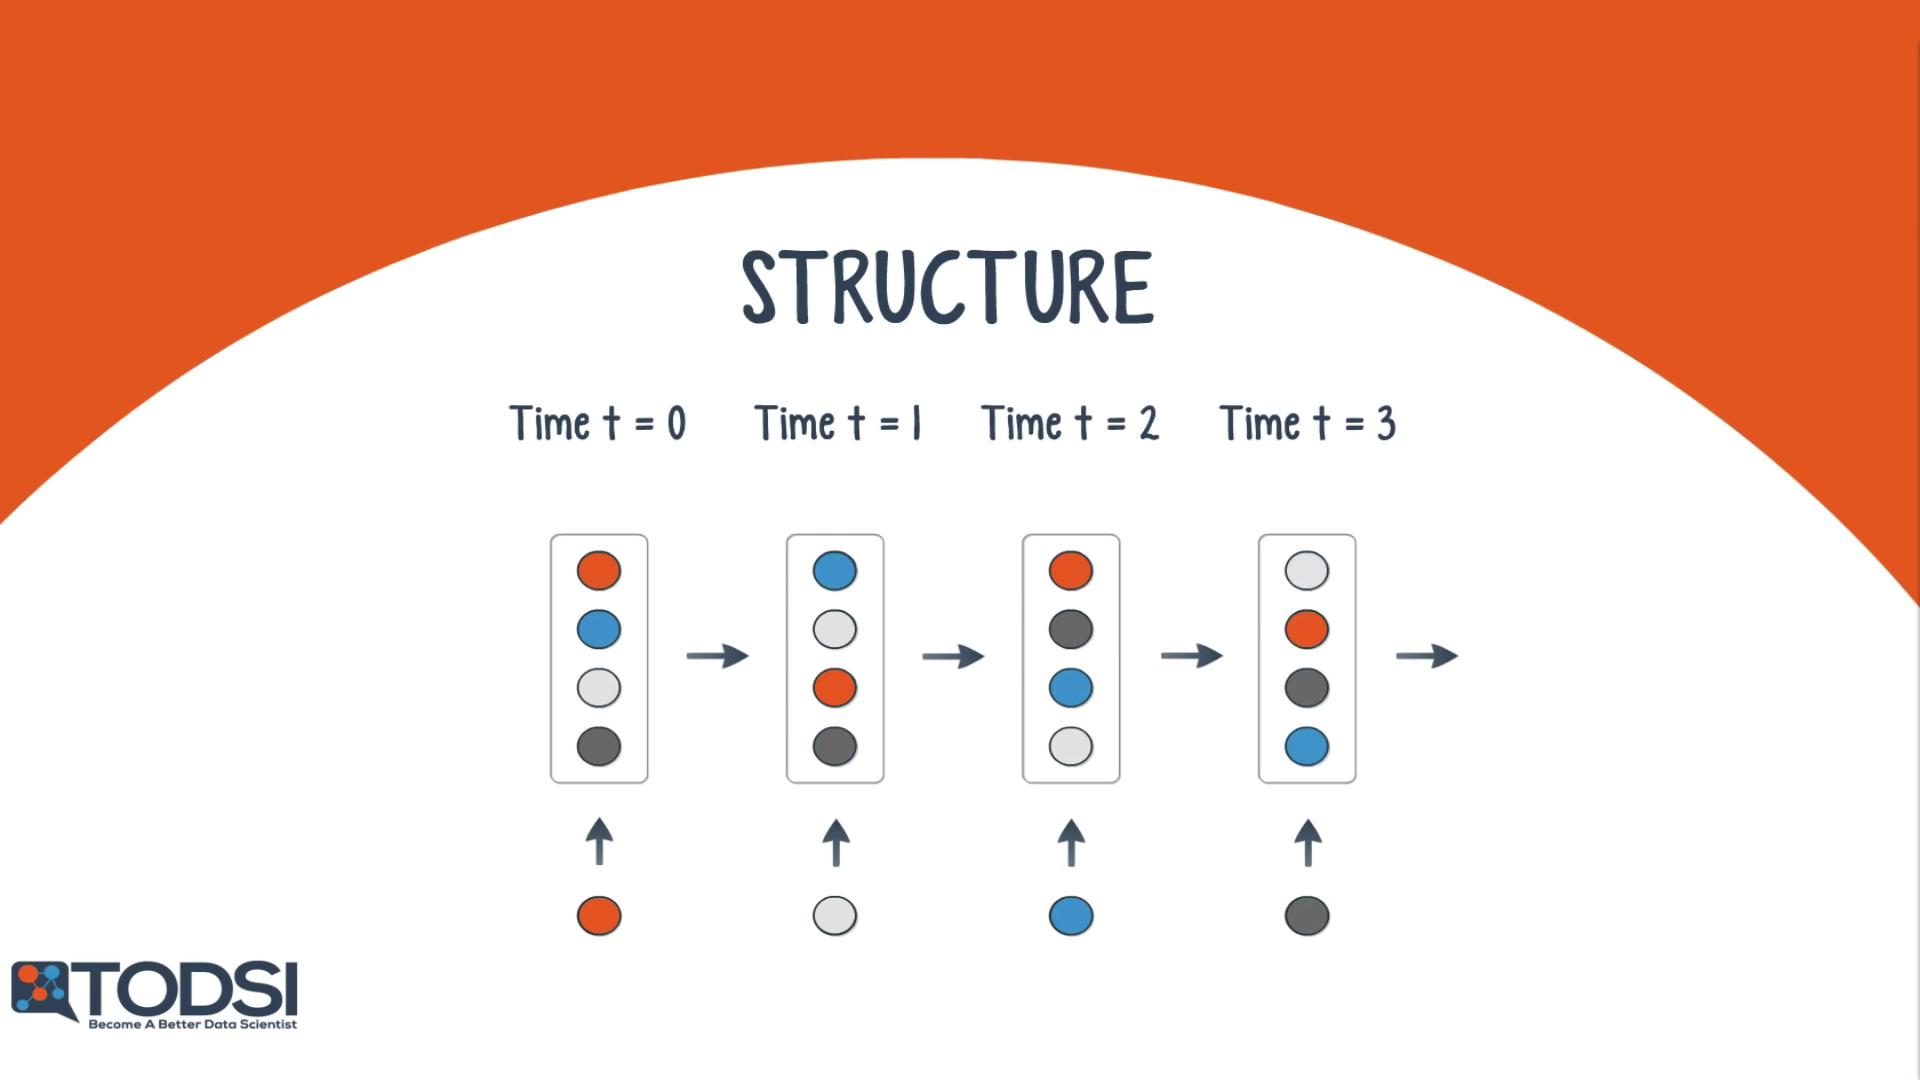 STRUCTURE
Time t = 0 Time t = 1 Time t = 2 Time t = 3
TODSI
Become A Better Data Scientist